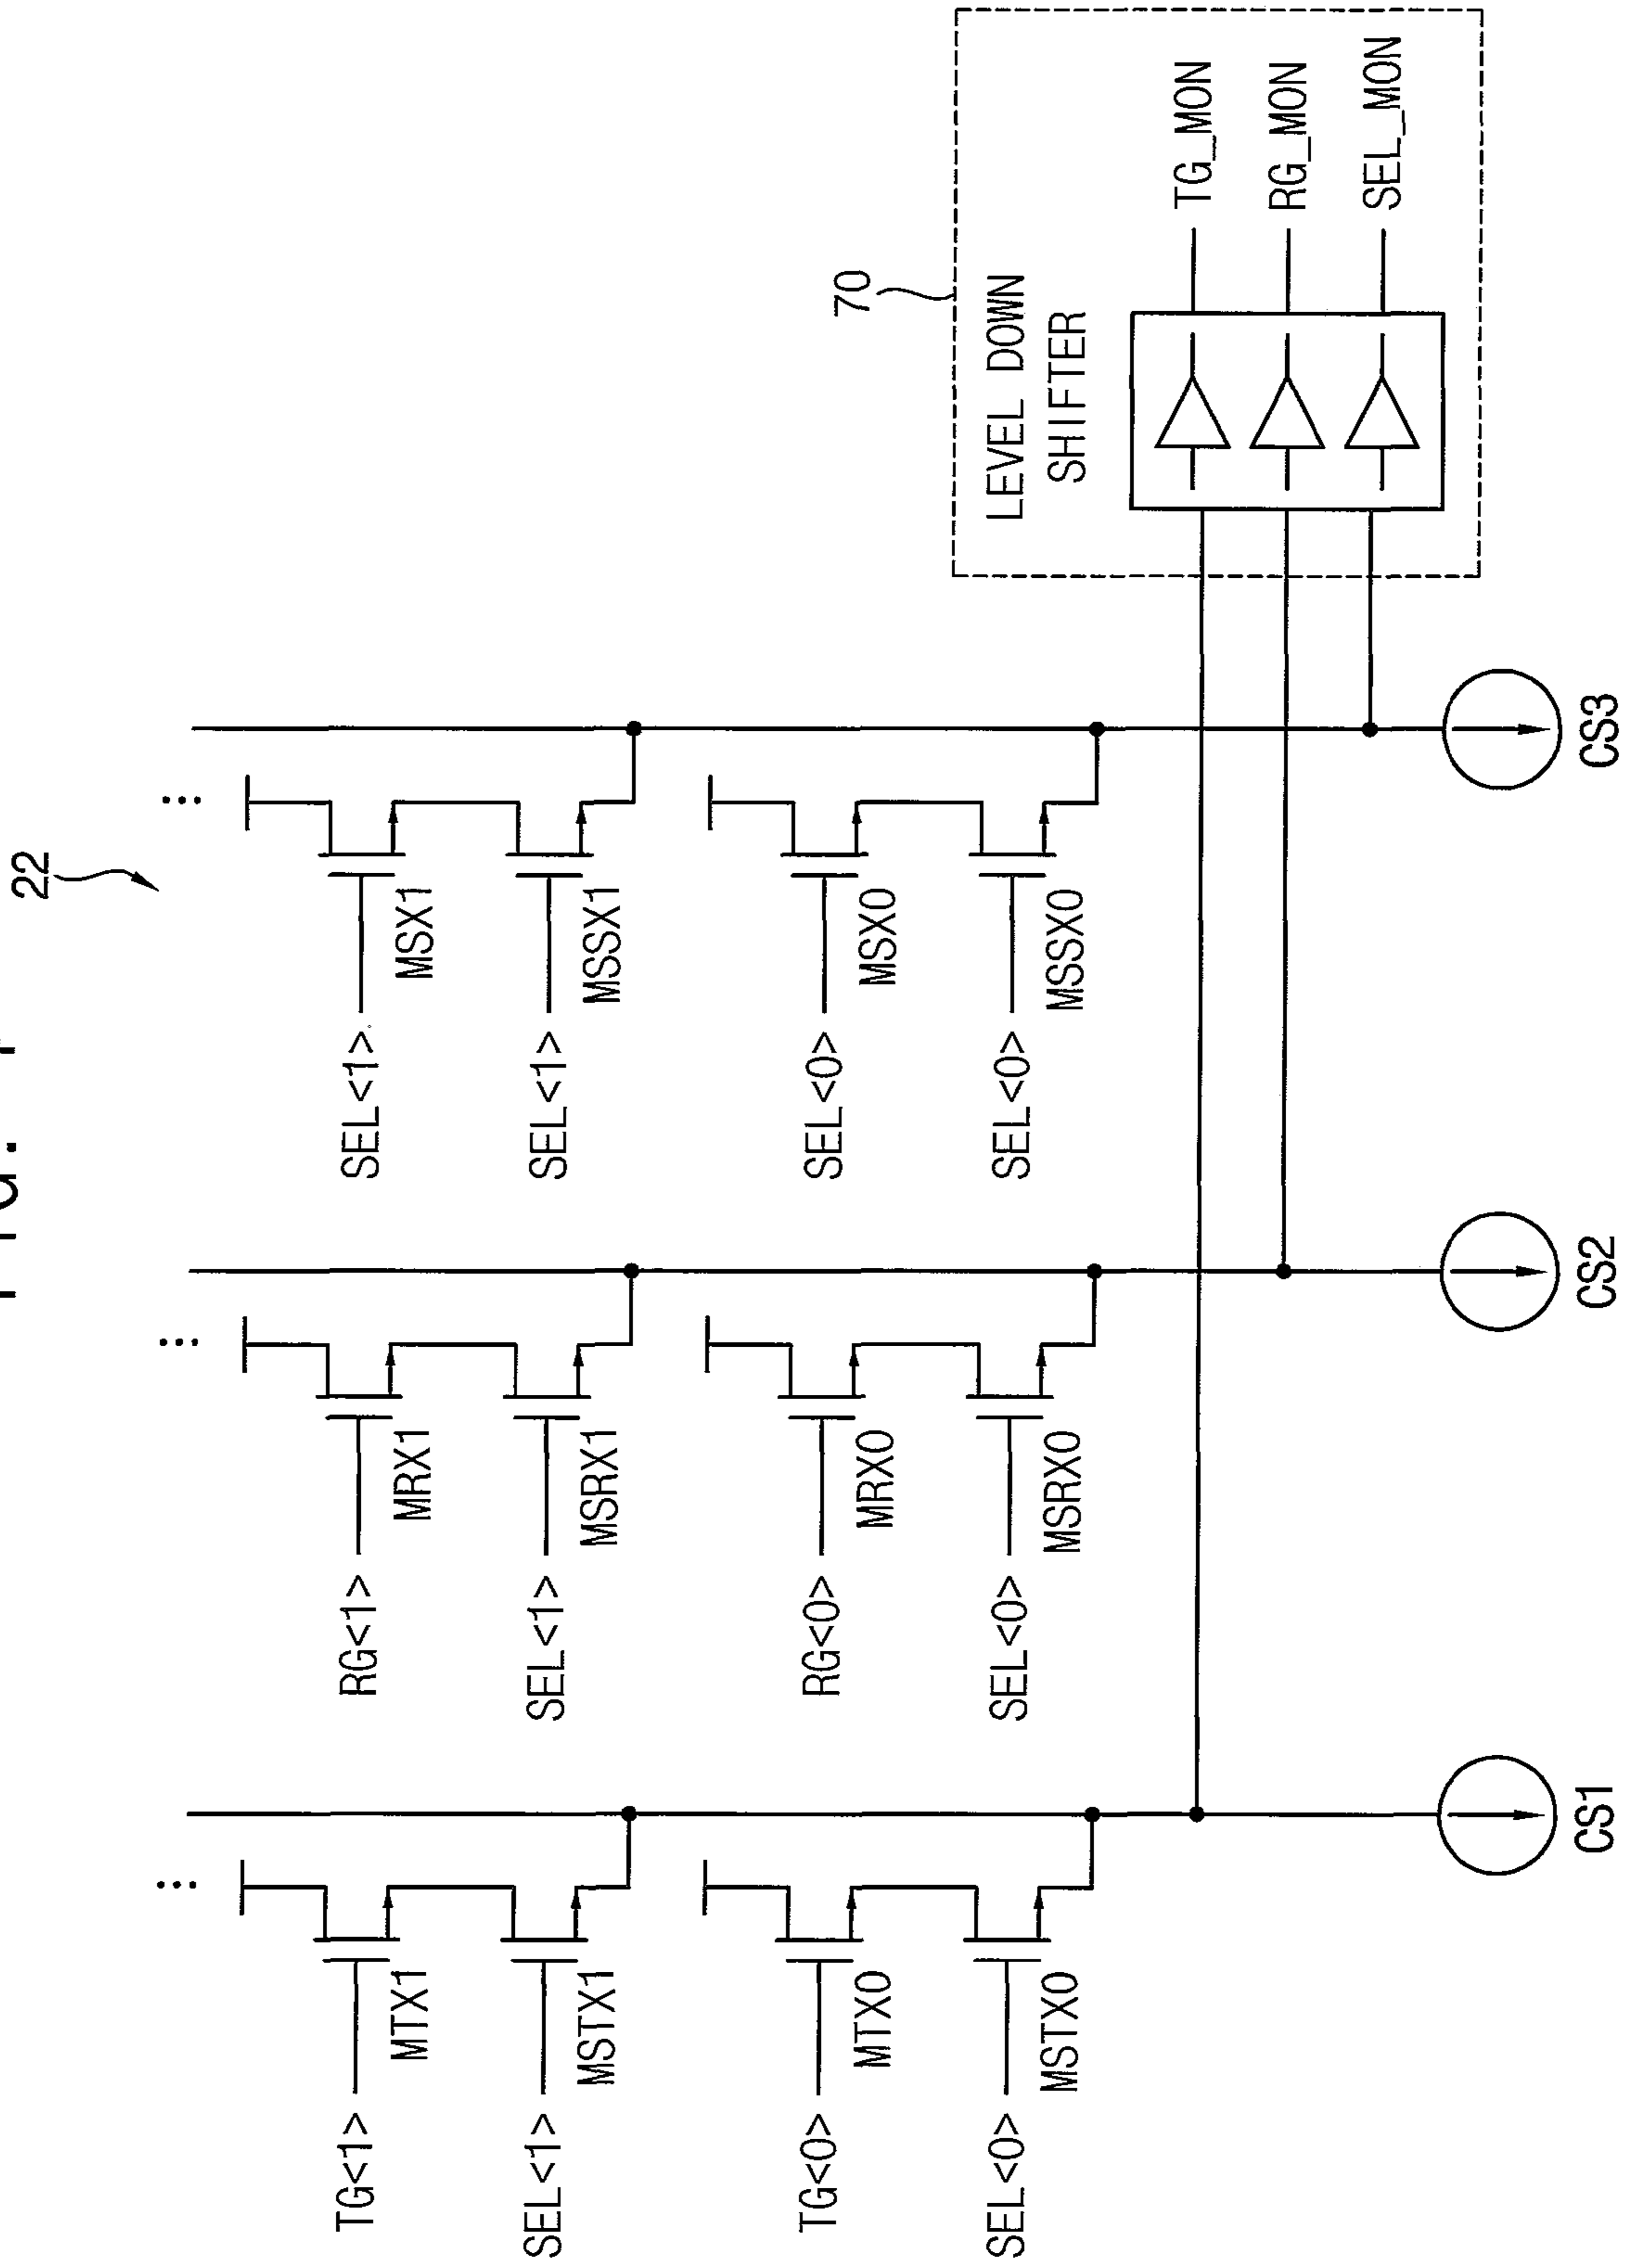 22
TG<1>
MTX1
SEL<1>
MSTX1
TG<0>
MTX0
SEL<0>
MSTX0
CS1
RG<1>
MRX1
SEL<1>
MSRX1
RG<0>
MRX0
SEL<0>
MSRX0
CS2
SEL<1>
MSX1
SEL<1>
MSSX1
SEL<0>
MSX0
SEL<0>
MSSX0
CS3
70
LEVEL DOWN
SHIFTER
TG_MON
RG_MON
SEL_MON